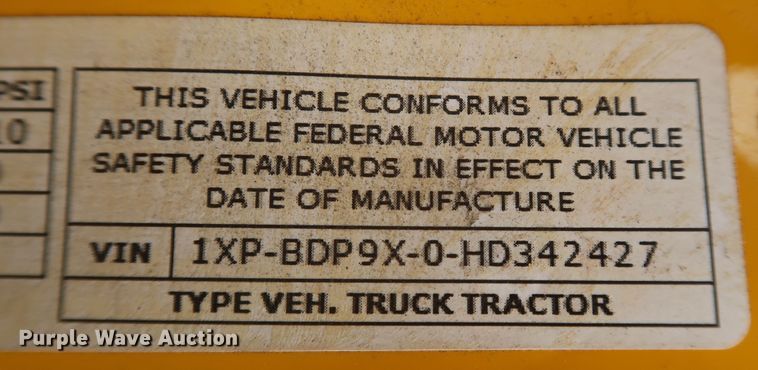 PSI
THIS VEHICLE CONFORMS TO ALL
APPLICABLE FEDERAL MOTOR VEHICLE
SAFETY STANDARDS IN EFFECT ON THE
DATE OF MANUFACTURE
VIN 1XP-BDP9X-0-HD342427
TYPE VEH. TRUCK TRACTOR
Purple Wave Auction